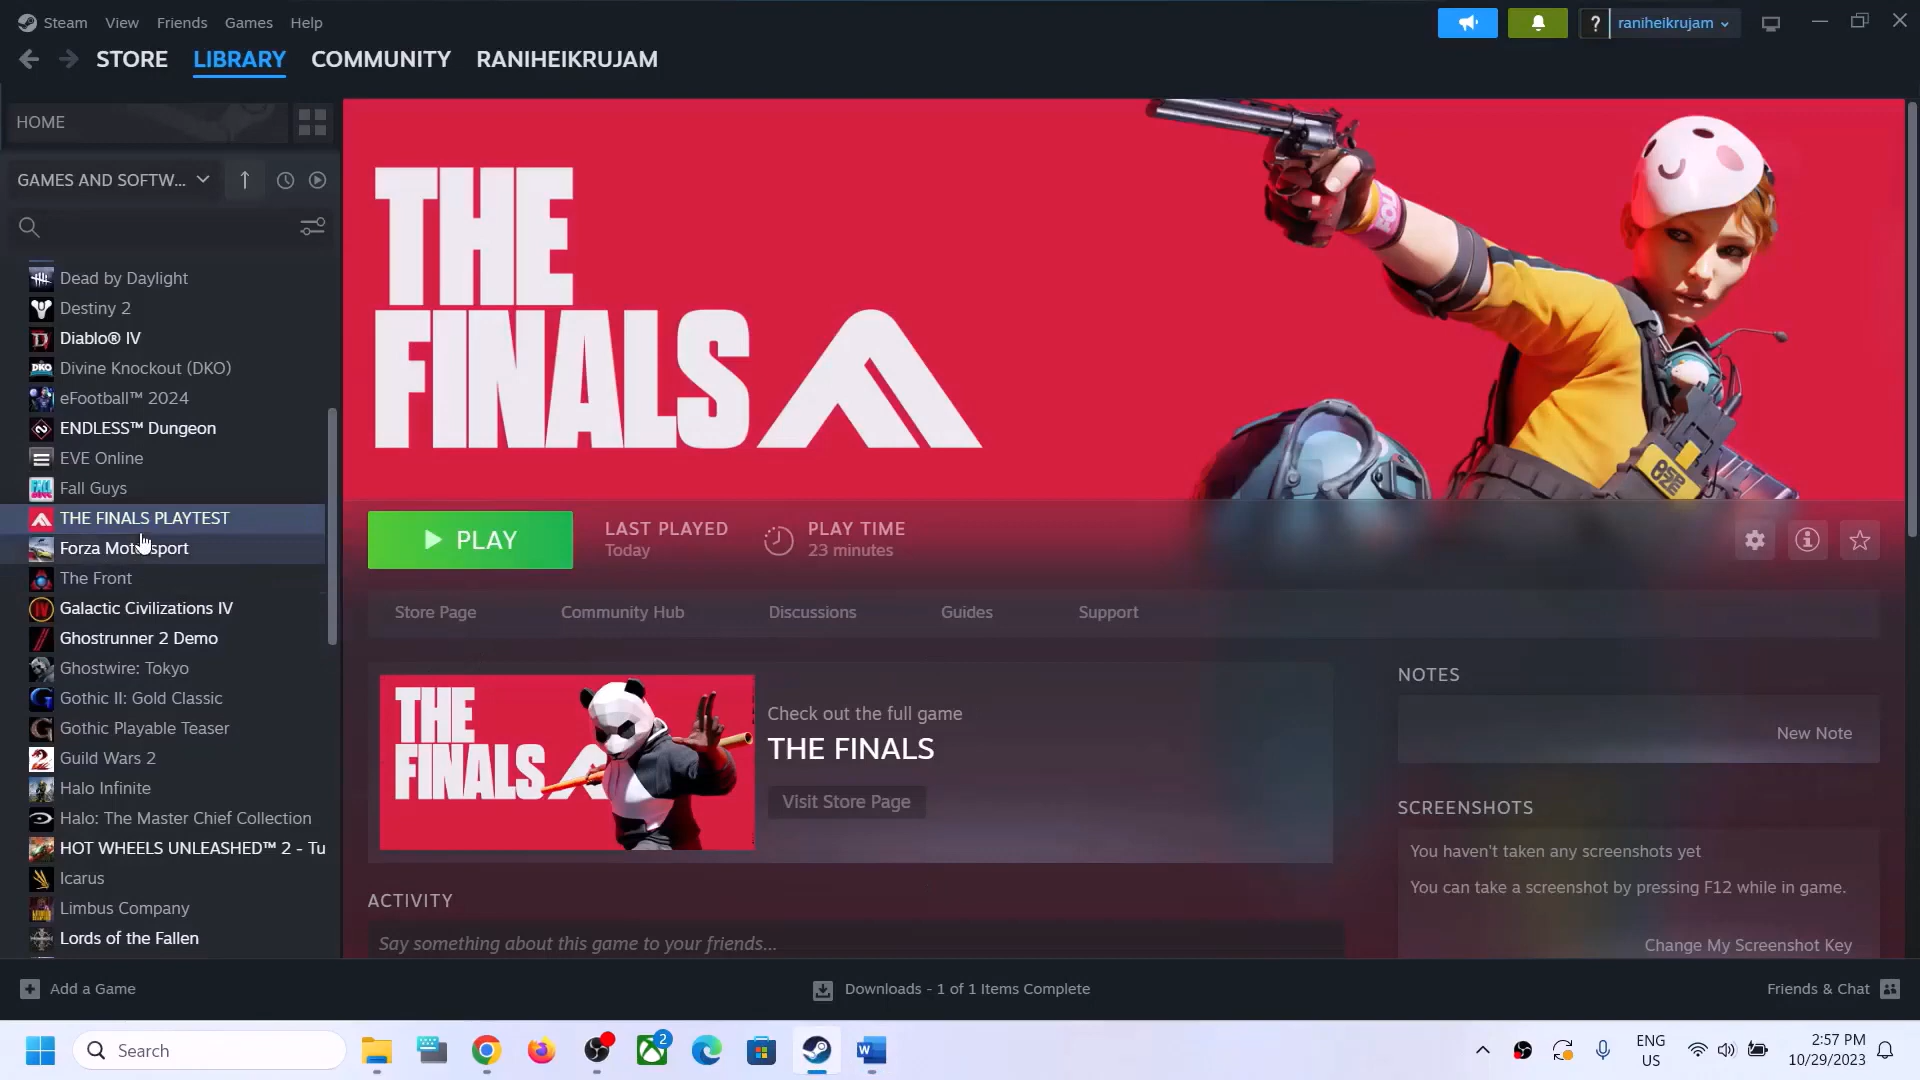 Steam View Friends Games Help
? raniheikrujam
STORE LIBRARY COMMUNITY RANIHEIKRUJAM
HOME
GAMES AND SOFTW...
Dead by Daylight
Destiny 2
Diablo® IV
Divine Knockout (DKO)
eFootball™ 2024
ENDLESS™ Dungeon
EVE Online
Fall Guys
THE FINALS PLAYTEST
Forza Motorsport
The Front
Galactic Civilizations IV
Ghostrunner 2 Demo
Ghostwire: Tokyo
Gothic II: Gold Classic
Gothic Playable Teaser
Guild Wars 2
Halo Infinite
Halo: The Master Chief Collection
HOT WHEELS UNLEASHED™ 2 - Tu
Icarus
Limbus Company
Lords of the Fallen
THE
FINALS
PLAY
LAST PLAYED
Today
PLAY TIME
23 minutes
Store Page Community Hub Discussions Guides Support
THE
FINALS
Check out the full game
THE FINALS
Visit Store Page
NOTES
New Note
SCREENSHOTS
You haven't taken any screenshots yet
You can take a screenshot by pressing F12 while in game.
Change My Screenshot Key
ACTIVITY
Say something about this game to your friends...
Add a Game
Downloads - 1 of 1 Items Complete
Friends & Chat
Search
2
ENG
US
2:57 PM
10/29/2023